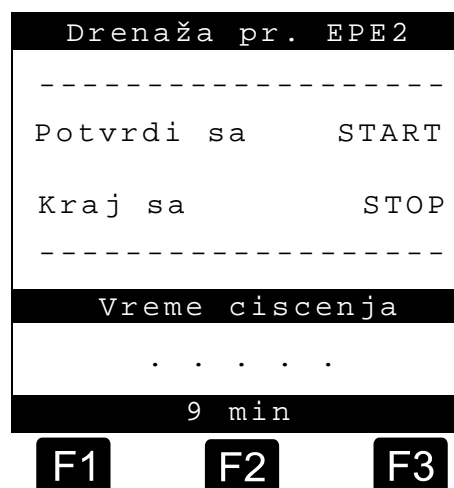 Drenaža pr. EPE2
-------------------
Potvrdi sa START
Kraj sa STOP
-------------------
Vreme ciscenja
. . . . .
9 min
F1 F2 F3